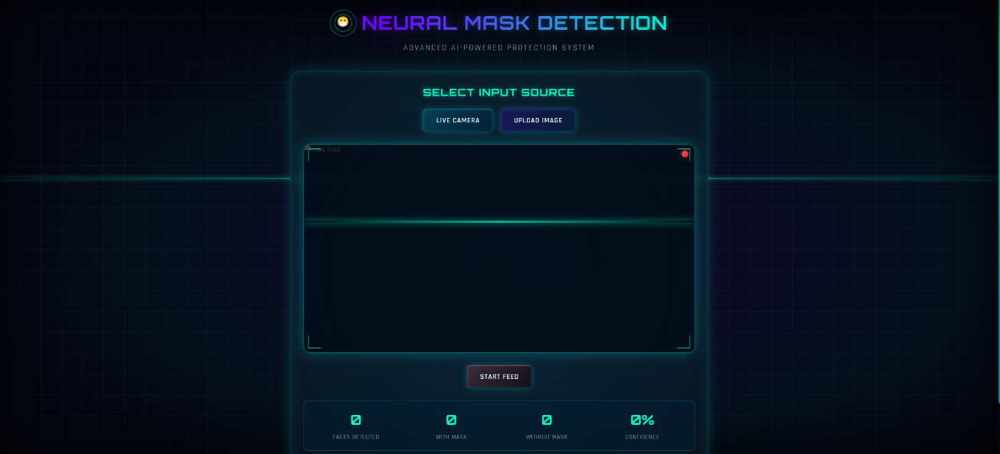 NEURAL MASK DETECTION
ADVANCED AI-POWERED PROTECTION SYSTEM
SELECT INPUT SOURCE
LIVE CAMERA UPLOAD IMAGE
Video Feed
START FEED
0 0 0 0%
FACES DETECTED WITH MASK WITHOUT MASK CONFIDENCE